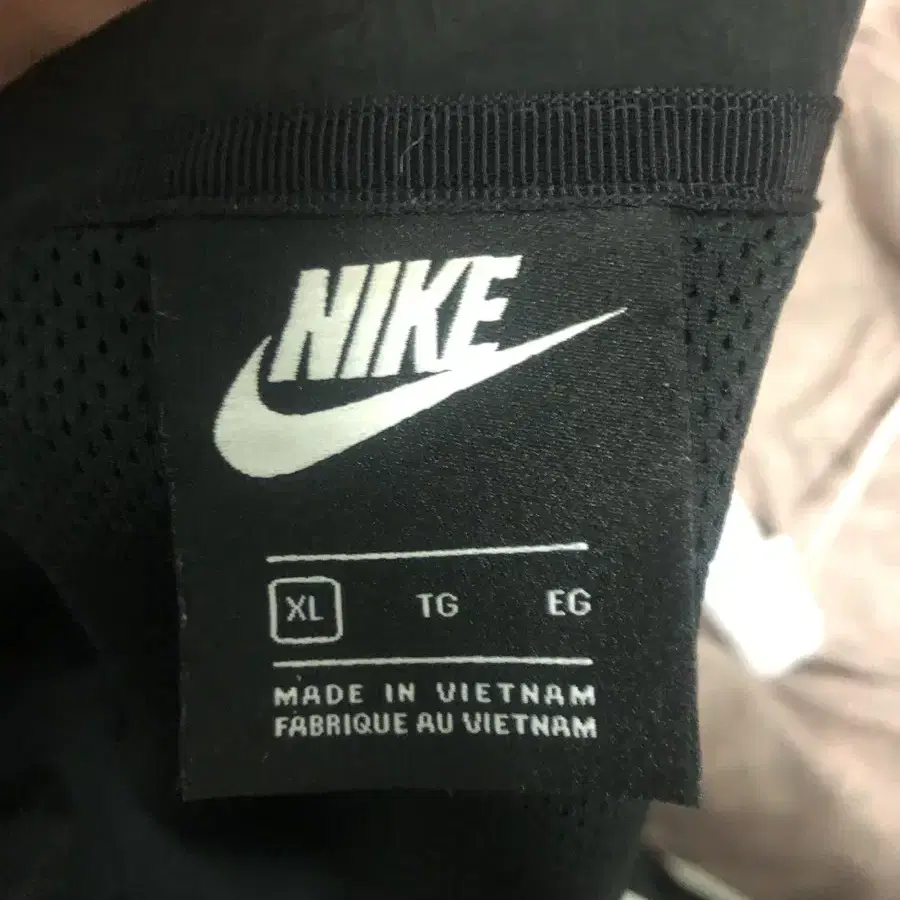 NIKE
XL TG EG
MADE IN VIETNAM
FABRIQUE AU VIETNAM